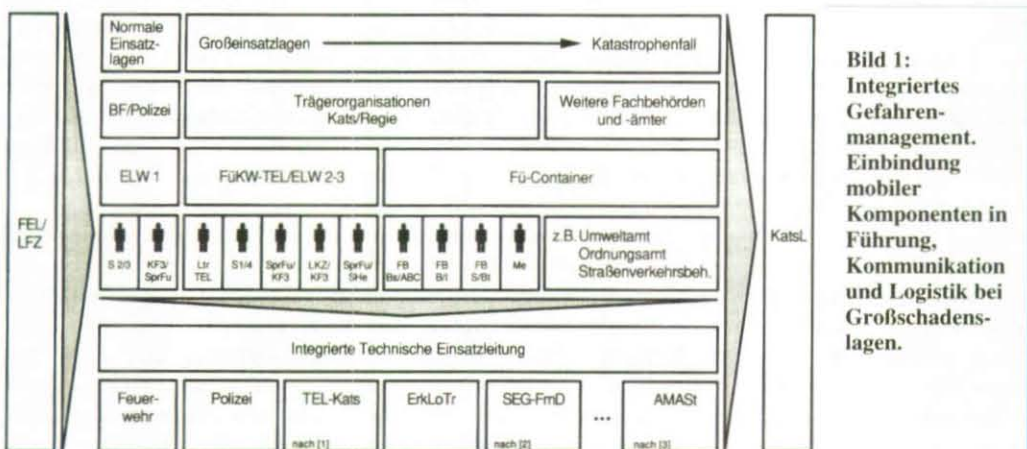 Normale
Einsatz-
lagen
Großeinsatzlagen
Katastrophenfall
BF/Polizei
Trägerorganisationen
Kats/Regie
Weitere Fachbehörden
und -ämter
ELW 1
FüKW-TEL/ELW 2-3
Fü-Container
FEL/
LFZ
S 2/3
KF3/
SprFu
Ltr
TEL
S1/4
SprFu/
KF3
LKZ/
KF3
SprFu/
SHe
FB
Bs/ABC
FB
B/I
FB
S/Bt
Me
z.B. Umweltamt
Ordnungsamt
Straßenverkehrsbeh.
KatsL
Integrierte Technische Einsatzleitung
Feuer-
wehr
Polizei
TEL-Kats
nach [1]
ErkLoTr
SEG-FmD
nach [2]
...
AMASt
nach [3]
Bild 1:
Integriertes
Gefahren-
management.
Einbindung
mobiler
Komponenten in
Führung,
Kommunikation
und Logistik bei
Großschadens-
lagen.